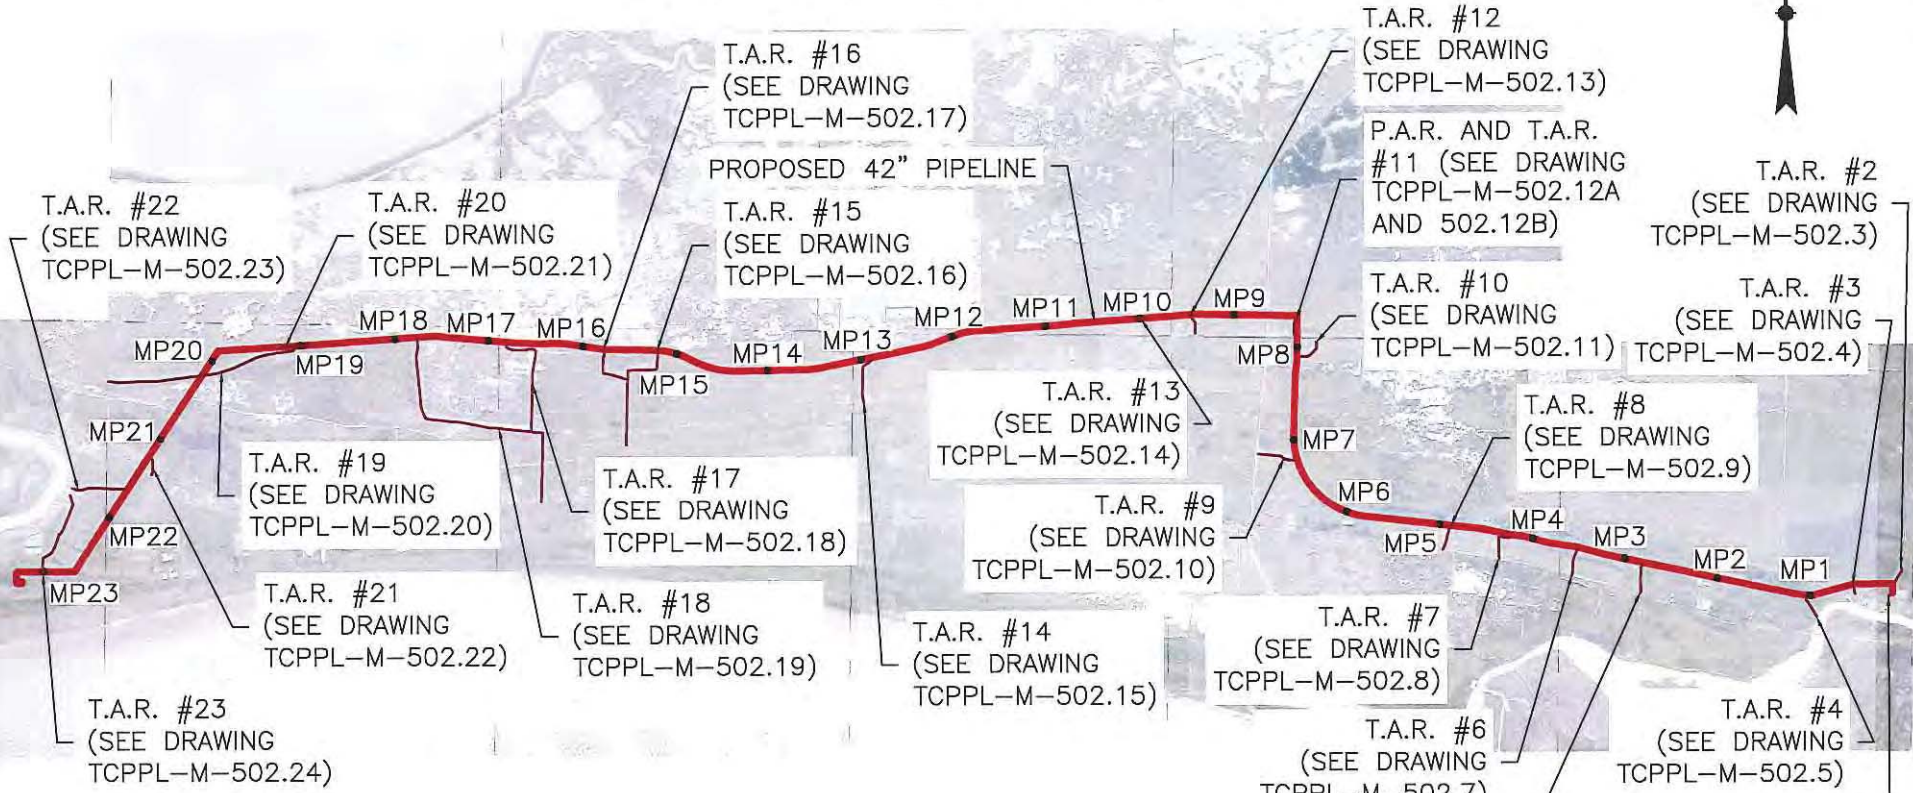 T.A.R. #12
(SEE DRAWING
TCPPL-M-502.13)
T.A.R. #16
(SEE DRAWING
TCPPL-M-502.17)
P.A.R. AND T.A.R.
#11 (SEE DRAWING
TCPPL-M-502.12A
AND 502.12B)
PROPOSED 42" PIPELINE
T.A.R. #2
(SEE DRAWING
TCPPL-M-502.3)
T.A.R. #22
(SEE DRAWING
TCPPL-M-502.23)
T.A.R. #20
(SEE DRAWING
TCPPL-M-502.21)
T.A.R. #15
(SEE DRAWING
TCPPL-M-502.16)
T.A.R. #10
(SEE DRAWING
TCPPL-M-502.11)
T.A.R. #3
(SEE DRAWING
TCPPL-M-502.4)
MP20
MP19
MP18
MP17
MP16
MP15
MP14
MP13
MP12
MP11
MP10
MP9
MP8
MP7
MP6
MP5
MP4
MP3
MP2
MP1
MP21
MP22
MP23
T.A.R. #13
(SEE DRAWING
TCPPL-M-502.14)
T.A.R. #8
(SEE DRAWING
TCPPL-M-502.9)
T.A.R. #19
(SEE DRAWING
TCPPL-M-502.20)
T.A.R. #17
(SEE DRAWING
TCPPL-M-502.18)
T.A.R. #9
(SEE DRAWING
TCPPL-M-502.10)
T.A.R. #21
(SEE DRAWING
TCPPL-M-502.22)
T.A.R. #18
(SEE DRAWING
TCPPL-M-502.19)
T.A.R. #14
(SEE DRAWING
TCPPL-M-502.15)
T.A.R. #7
(SEE DRAWING
TCPPL-M-502.8)
T.A.R. #23
(SEE DRAWING
TCPPL-M-502.24)
T.A.R. #6
(SEE DRAWING
TCPPL-M-502.7)
T.A.R. #4
(SEE DRAWING
TCPPL-M-502.5)